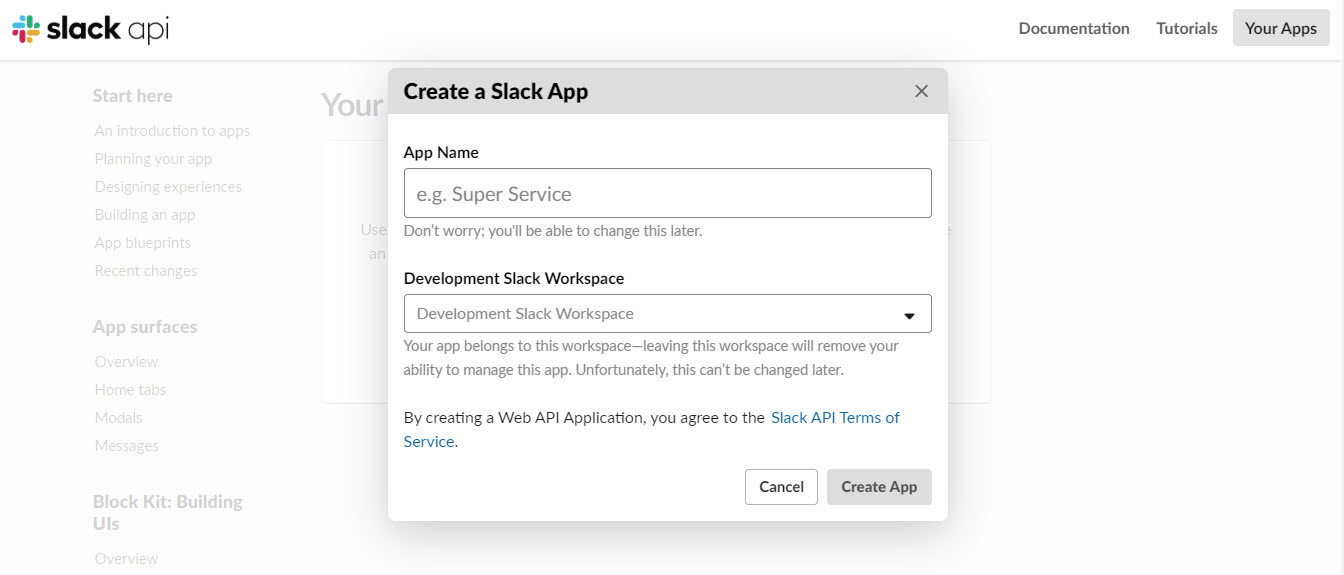 slack api
Documentation
Tutorials
Your Apps
Start here
An introduction to apps
Planning your app
Designing experiences
Building an app
App blueprints
Recent changes
App surfaces
Overview
Home tabs
Modals
Messages
Block Kit: Building
UIs
Overview
Your
Use
an
Create a Slack App
App Name
e.g. Super Service
Don't worry; you'll be able to change this later.
Development Slack Workspace
Development Slack Workspace
Your app belongs to this workspace—leaving this workspace will remove your
ability to manage this app. Unfortunately, this can't be changed later.
By creating a Web API Application, you agree to the Slack API Terms of
Service.
Cancel
Create App